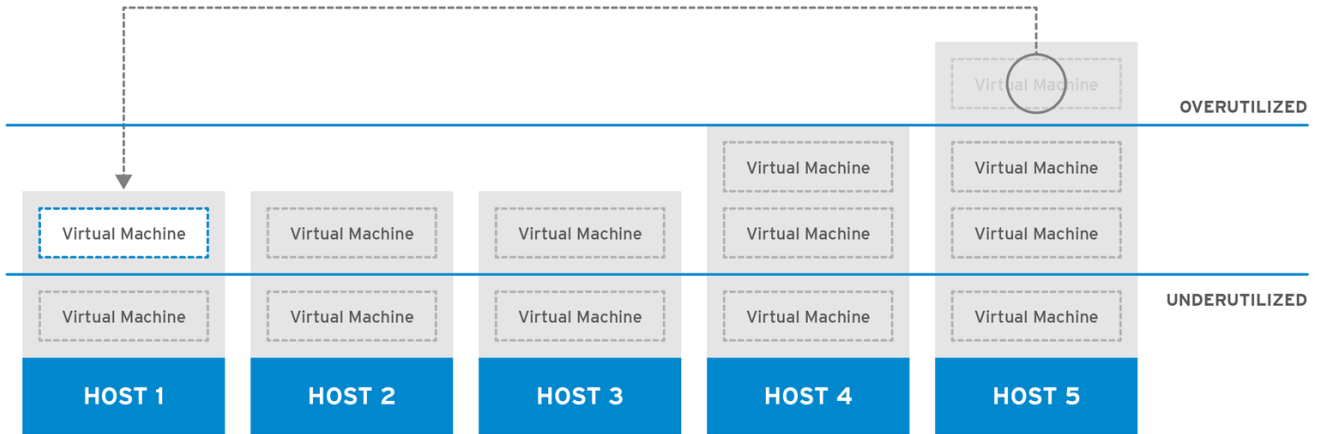 Virtual Machine
OVERUTILIZED
Virtual Machine Virtual Machine
Virtual Machine Virtual Machine Virtual Machine Virtual Machine Virtual Machine
UNDERUTILIZED
Virtual Machine Virtual Machine Virtual Machine Virtual Machine Virtual Machine
HOST 1 HOST 2 HOST 3 HOST 4 HOST 5